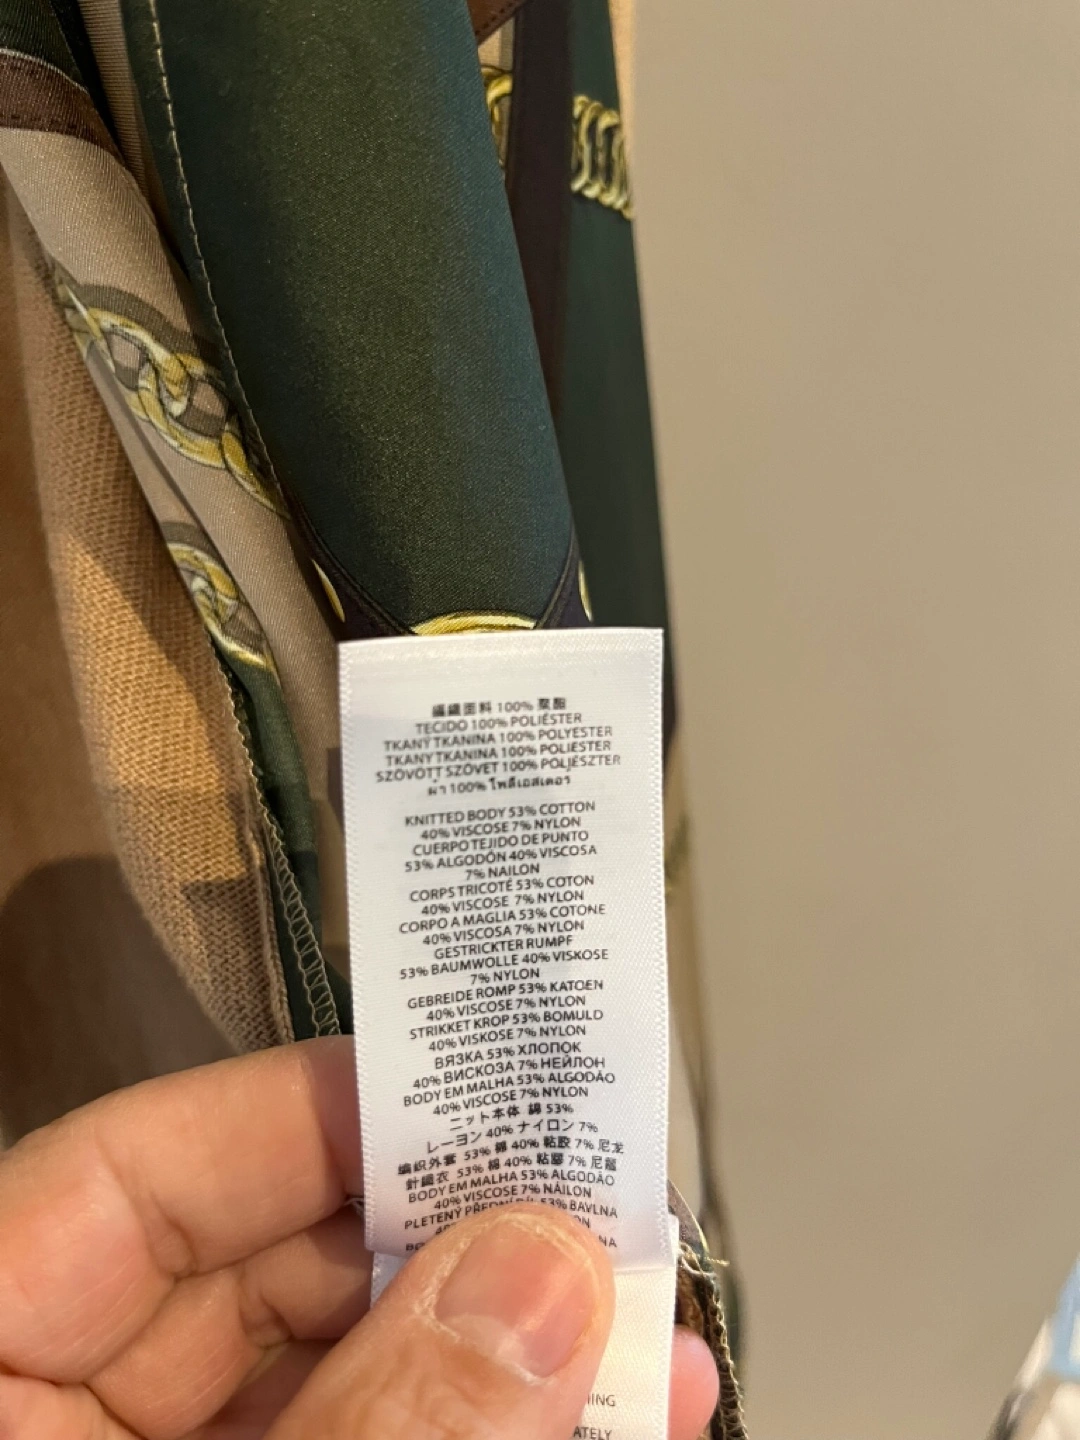 編織面料 100% 聚酯
TECIDO 100% POLIÉSTER
TKANÝ TKANINA 100% POLYESTER
TKANY TKANINA 100% POLIESTER
SZÖVÖTT SZÖVET 100% POLJÉSZTER
ผ้า 100% โพลีเอสเตอร์
KNITTED BODY 53% COTTON
40% VISCOSE 7% NYLON
CUERPO TEJIDO DE PUNTO
53% ALGODÓN 40% VISCOSA
7% NAILON
CORPS TRICOTÉ 53% COTON
40% VISCOSE 7% NYLON
CORPO A MAGLIA 53% COTONE
40% VISCOSA 7% NYLON
GESTRICKTER RUMPF
53% BAUMWOLLE 40% VISKOSE
7% NYLON
GEBREIDE ROMP 53% KATOEN
40% VISCOSE 7% NYLON
STRIKKET KROP 53% BOMULD
40% VISKOSE 7% NYLON
ВЯЗКА 53% ХЛОПОК
40% ВИСКОЗА 7% НЕЙЛОН
BODY EM MALHA 53% ALGODÃO
40% VISCOSE 7% NYLON
ニット本体 綿 53%
レーヨン 40% ナイロン 7%
编织外套 53% 棉 40% 粘胶 7% 尼龙
針織衣 53% 棉 40% 粘膠 7% 尼龍
BODY EM MALHA 53% ALGODÃO
40% VISCOSE 7% NÁILON
PLETENÝ PŘEDNÍ 53% BAVLNA